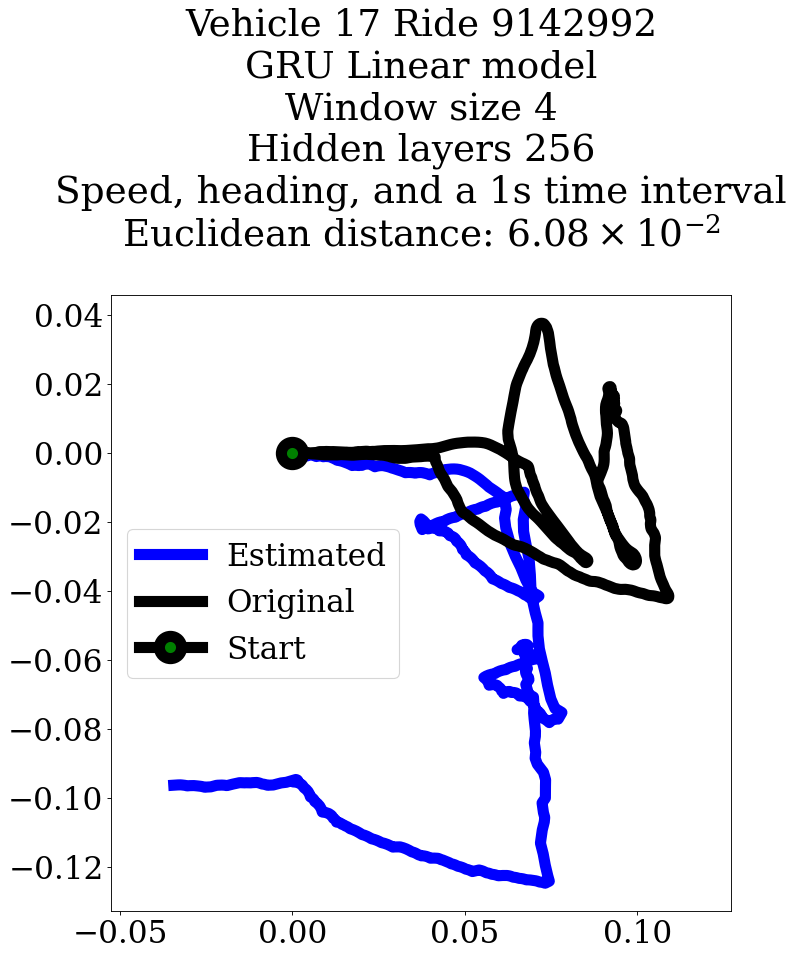 Vehicle 17 Ride 9142992
GRU Linear model
Window size 4
Hidden layers 256
Speed, heading, and a 1s time interval
Euclidean distance: 6.08 × 10⁻²
0.04
0.02
0.00
−0.02
−0.04
−0.06
−0.08
−0.10
−0.12
Estimated
Original
Start
−0.05 0.00 0.05 0.10